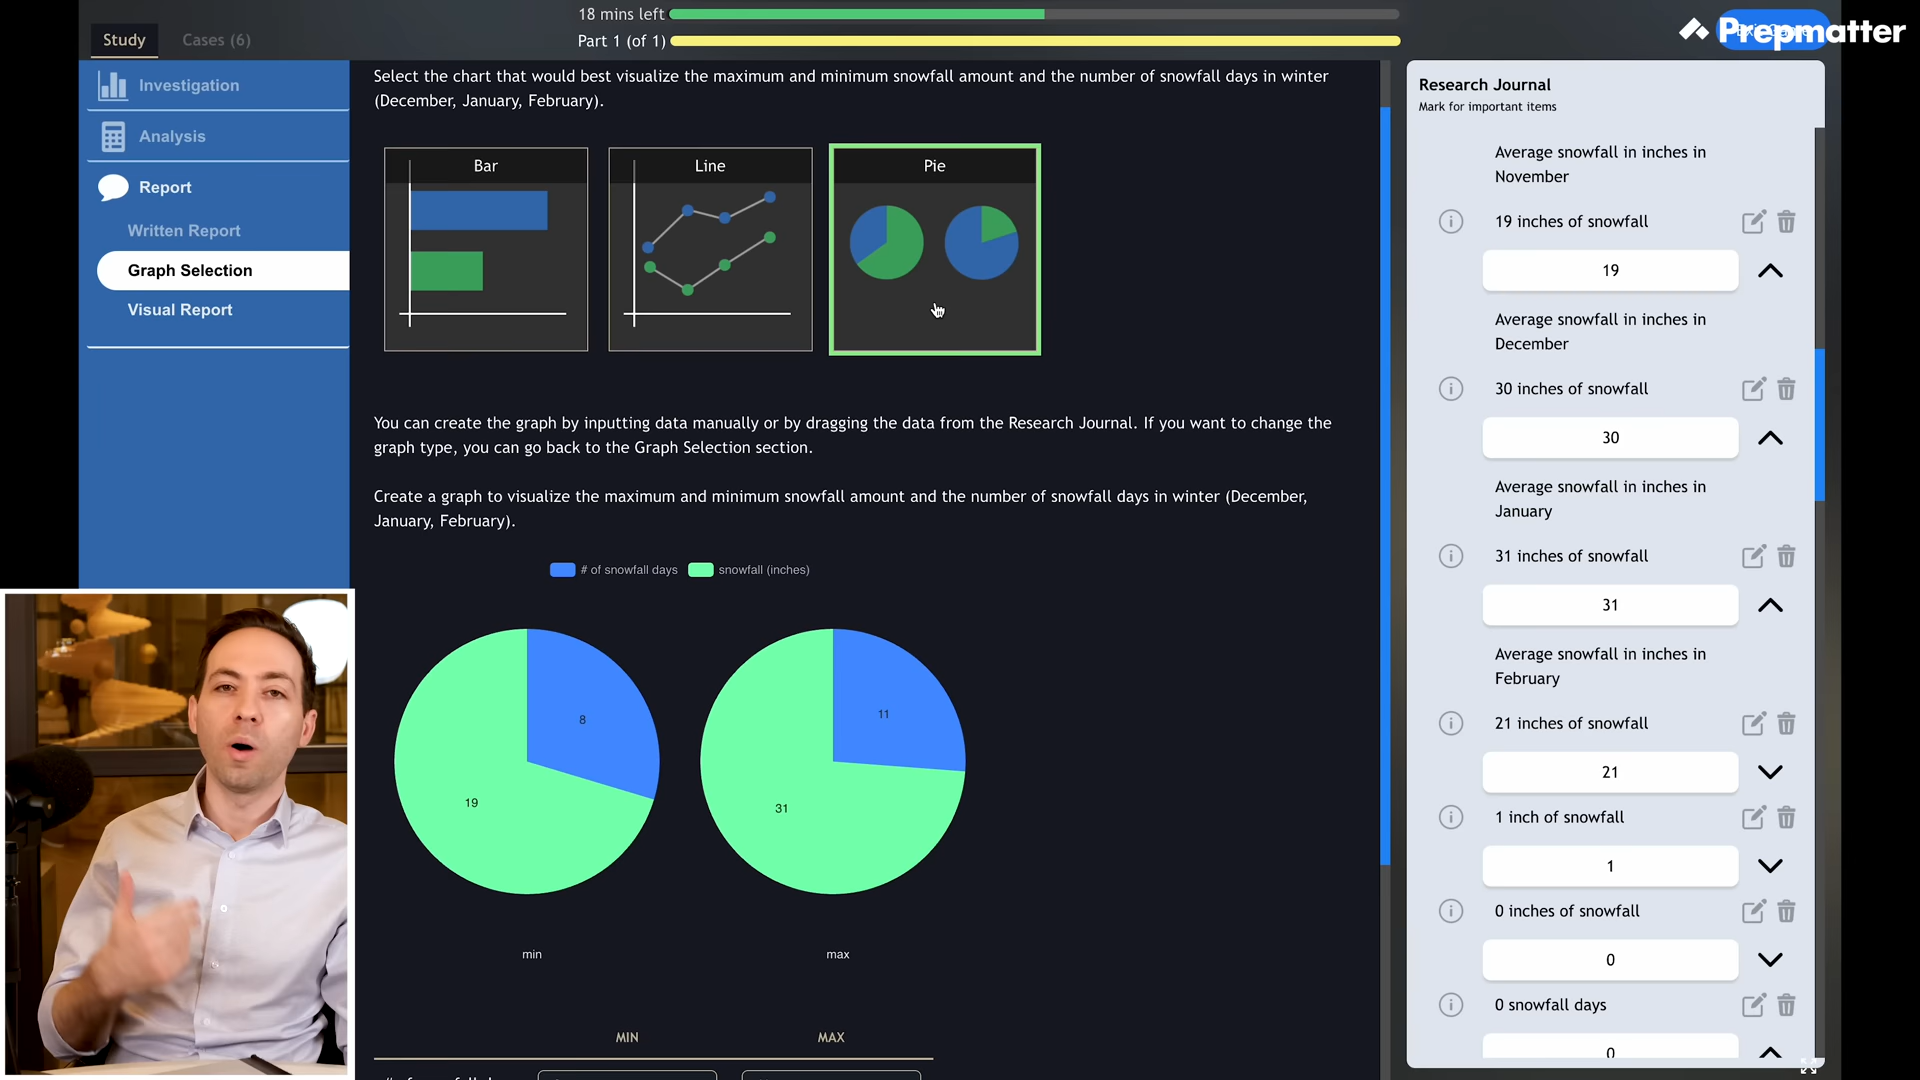 18 mins left
Part 1 (of 1)
Prepmatter
Study
Cases (6)
Investigation
Analysis
Report
Written Report
Graph Selection
Visual Report
Select the chart that would best visualize the maximum and minimum snowfall amount and the number of snowfall days in winter
(December, January, February).
Bar
Line
Pie
You can create the graph by inputting data manually or by dragging the data from the Research Journal. If you want to change the
graph type, you can go back to the Graph Selection section.
Create a graph to visualize the maximum and minimum snowfall amount and the number of snowfall days in winter (December,
January, February).
# of snowfall days
snowfall (inches)
8
19
11
31
min
max
MIN
MAX
Research Journal
Mark for important items
Average snowfall in inches in
November
19 inches of snowfall
19
Average snowfall in inches in
December
30 inches of snowfall
30
Average snowfall in inches in
January
31 inches of snowfall
31
Average snowfall in inches in
February
21 inches of snowfall
21
1 inch of snowfall
1
0 inches of snowfall
0
0 snowfall days
0